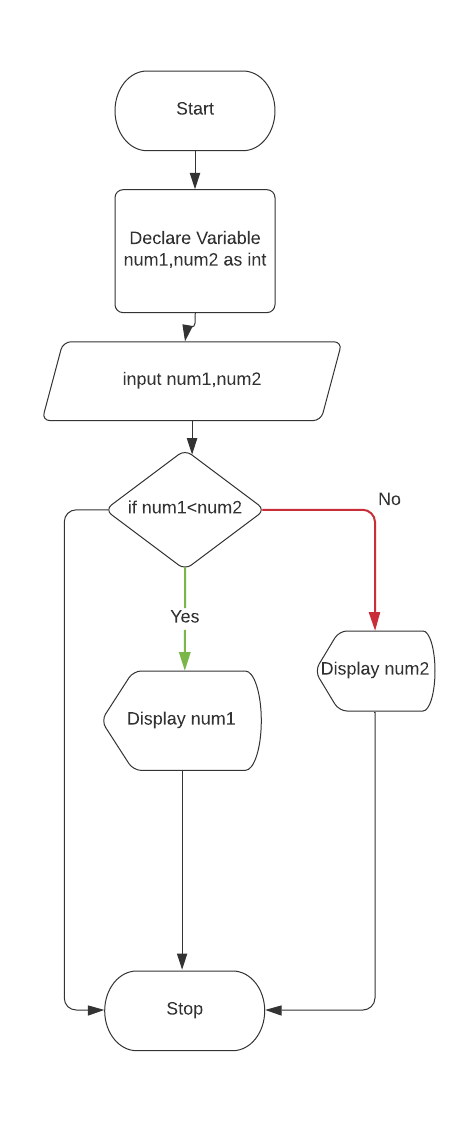 Start
Declare Variable
num1,num2 as int
input num1,num2
if num1<num2
No
Yes
Display num2
Display num1
Stop